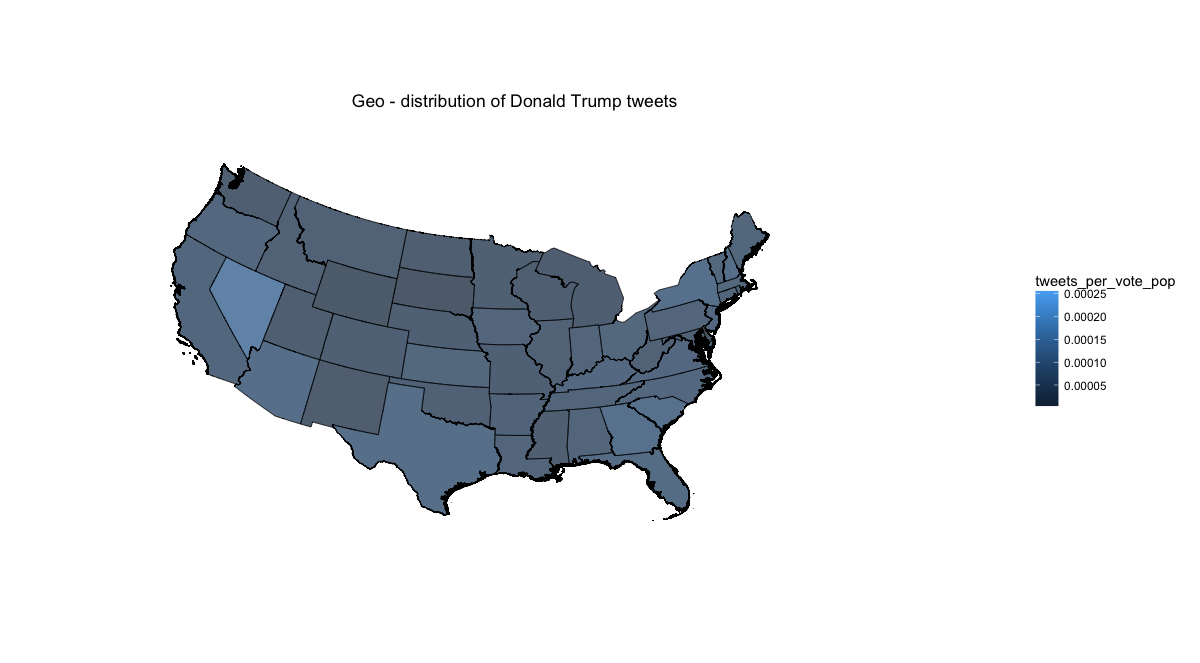 Geo - distribution of Donald Trump tweets
tweets_per_vote_pop
0.00025
0.00020
0.00015
0.00010
0.00005